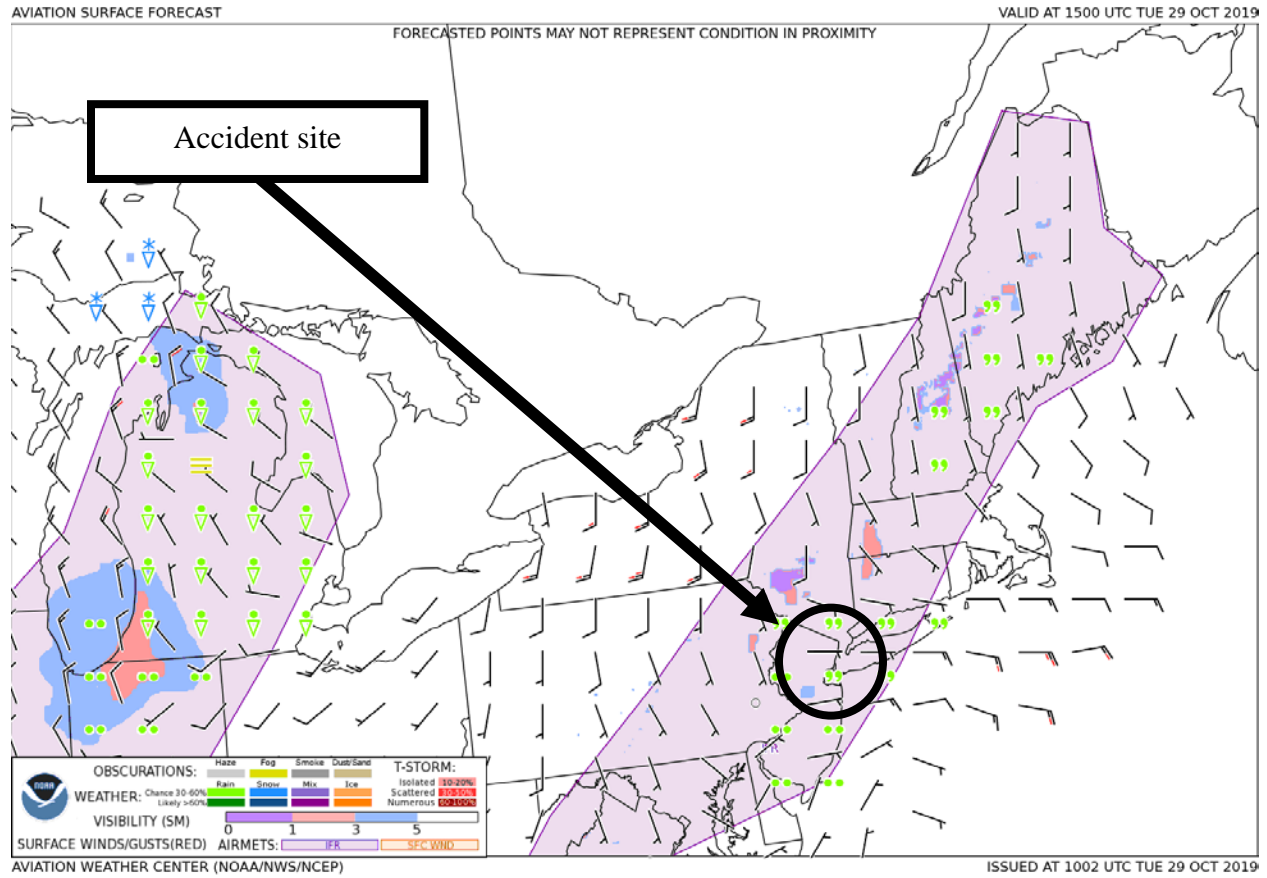 AVIATION SURFACE FORECAST
VALID AT 1500 UTC TUE 29 OCT 2019
FORECASTED POINTS MAY NOT REPRESENT CONDITION IN PROXIMITY
Accident site
OBSCURATIONS: Haze Fog Smoke Dust/Sand
T-STORM:
Isolated 10-20%
Scattered 30-50%
Numerous 60-100%
Rain Snow Mix Ice
WEATHER: Chance 30-60%
Likely >60%
VISIBILITY (SM)
0 1 3 5
SURFACE WINDS/GUSTS(RED) AIRMETS: IFR SFC WND
NOAA
AVIATION WEATHER CENTER (NOAA/NWS/NCEP)
ISSUED AT 1002 UTC TUE 29 OCT 2019